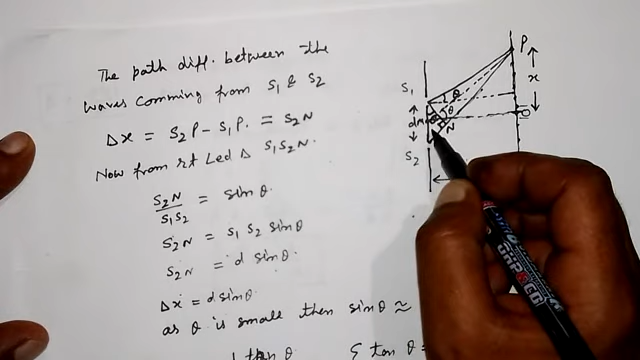 The path diff. between the
waves comming from S₁ & S₂
Δx = S₂P - S₁P. = S₂N
Now from rt Led Δ S₁S₂N.
S₂N / S₁S₂ = sin θ
S₂N = S₁ S₂ sin θ
S₂N = d sin θ.
Δx = d sin θ
as θ is small then sin θ ≈
tan θ =
P
x
O
S₁
θ
θ
d
M
N
S₂